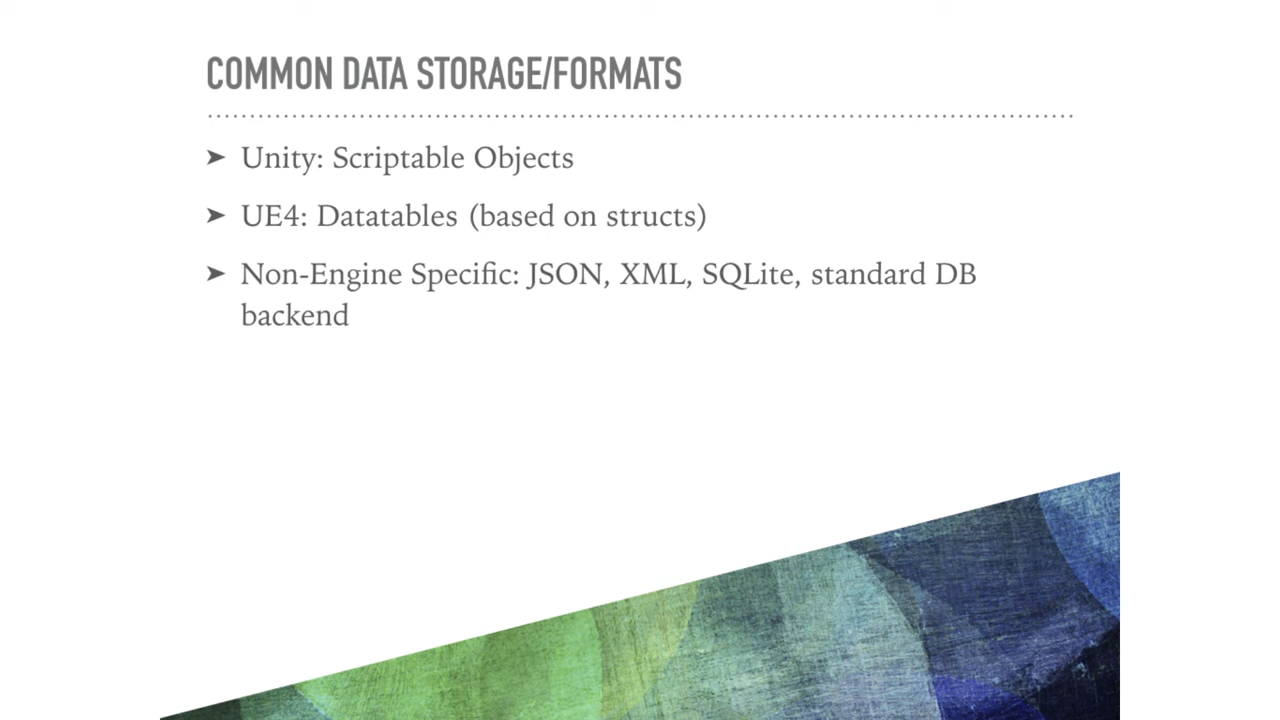 COMMON DATA STORAGE/FORMATS
➤ Unity: Scriptable Objects
➤ UE4: Datatables (based on structs)
➤ Non-Engine Specific: JSON, XML, SQLite, standard DB
backend